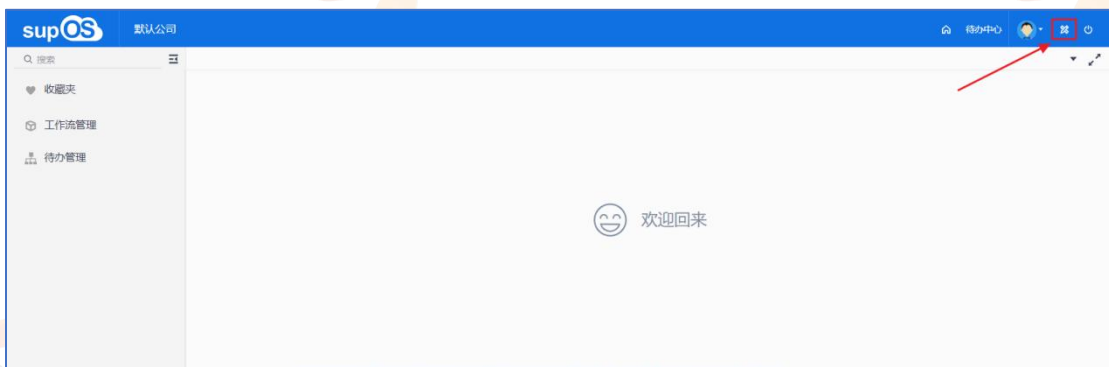 supOS 默认公司 待办中心
搜索
收藏夹
工作流管理
待办管理
欢迎回来